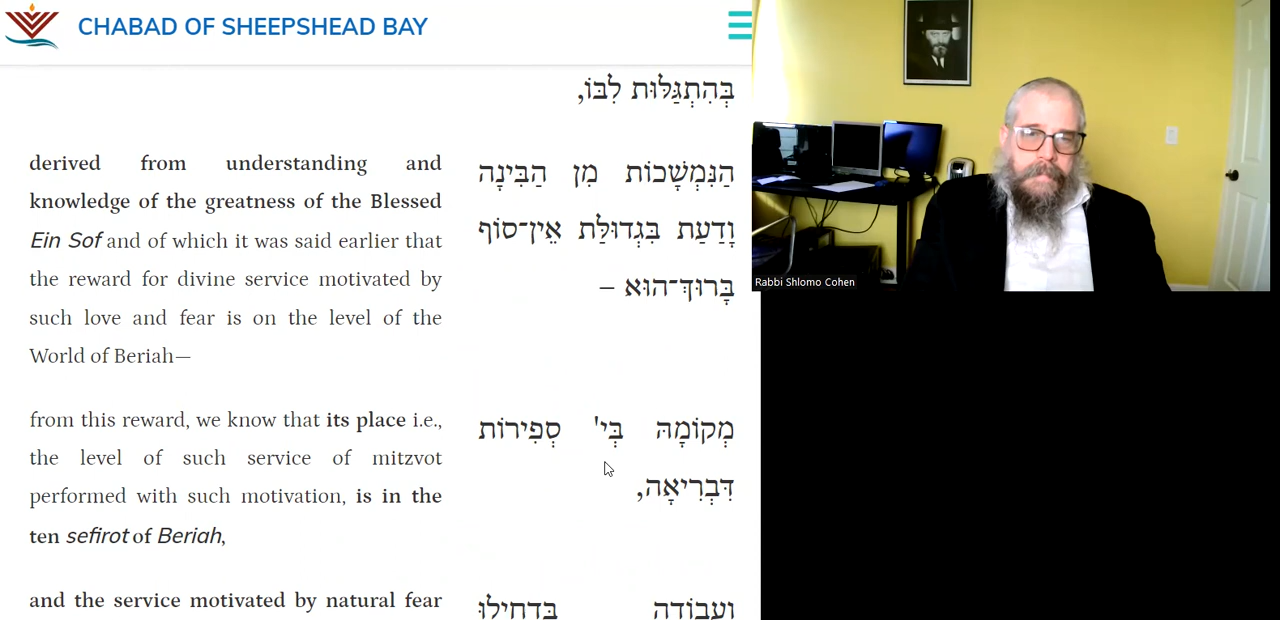 CHABAD OF SHEEPSHEAD BAY
בְּהִתְגַּלּוּת לִבּוֹ,
derived from understanding and
knowledge of the greatness of the Blessed
Ein Sof and of which it was said earlier that
the reward for divine service motivated by
such love and fear is on the level of the
World of Beriah—
הַנִּמְשָׁכוֹת מִן הַבִּינָה
וָדַעַת בִּגְדוּלַּת אֵין־סוֹף
בָּרוּךְ־הוּא –
from this reward, we know that its place i.e.,
the level of such service of mitzvot
performed with such motivation, is in the
ten sefirot of Beriah,
מְקוֹמָהּ בְּי' סְפִירוֹת
דִּבְרִיאָה,
and the service motivated by natural fear
ועבודה בדחילו
Rabbi Shlomo Cohen